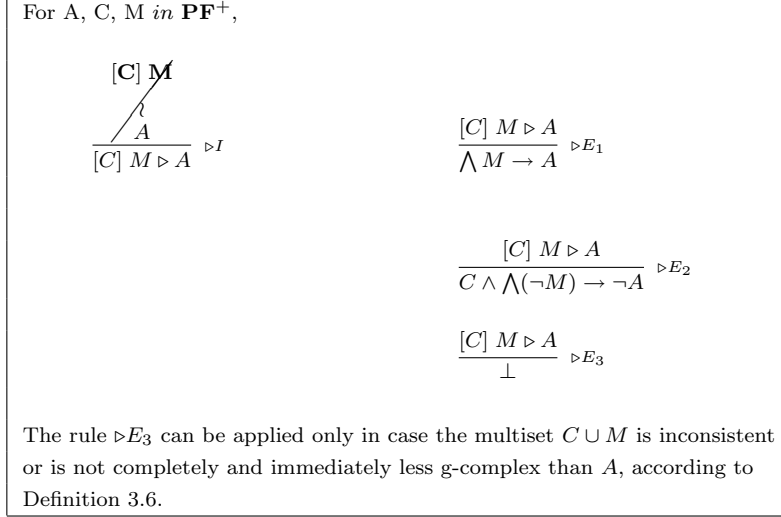 For A, C, M in PF⁺,
[C] M
A
[C] M ▷ A ▷I
[C] M ▷ A
⋀ M → A ▷E₁
[C] M ▷ A
C ∧ ⋀(¬M) → ¬A ▷E₂
[C] M ▷ A
⊥ ▷E₃
The rule ▷E₃ can be applied only in case the multiset C ∪ M is inconsistent
or is not completely and immediately less g-complex than A, according to
Definition 3.6.